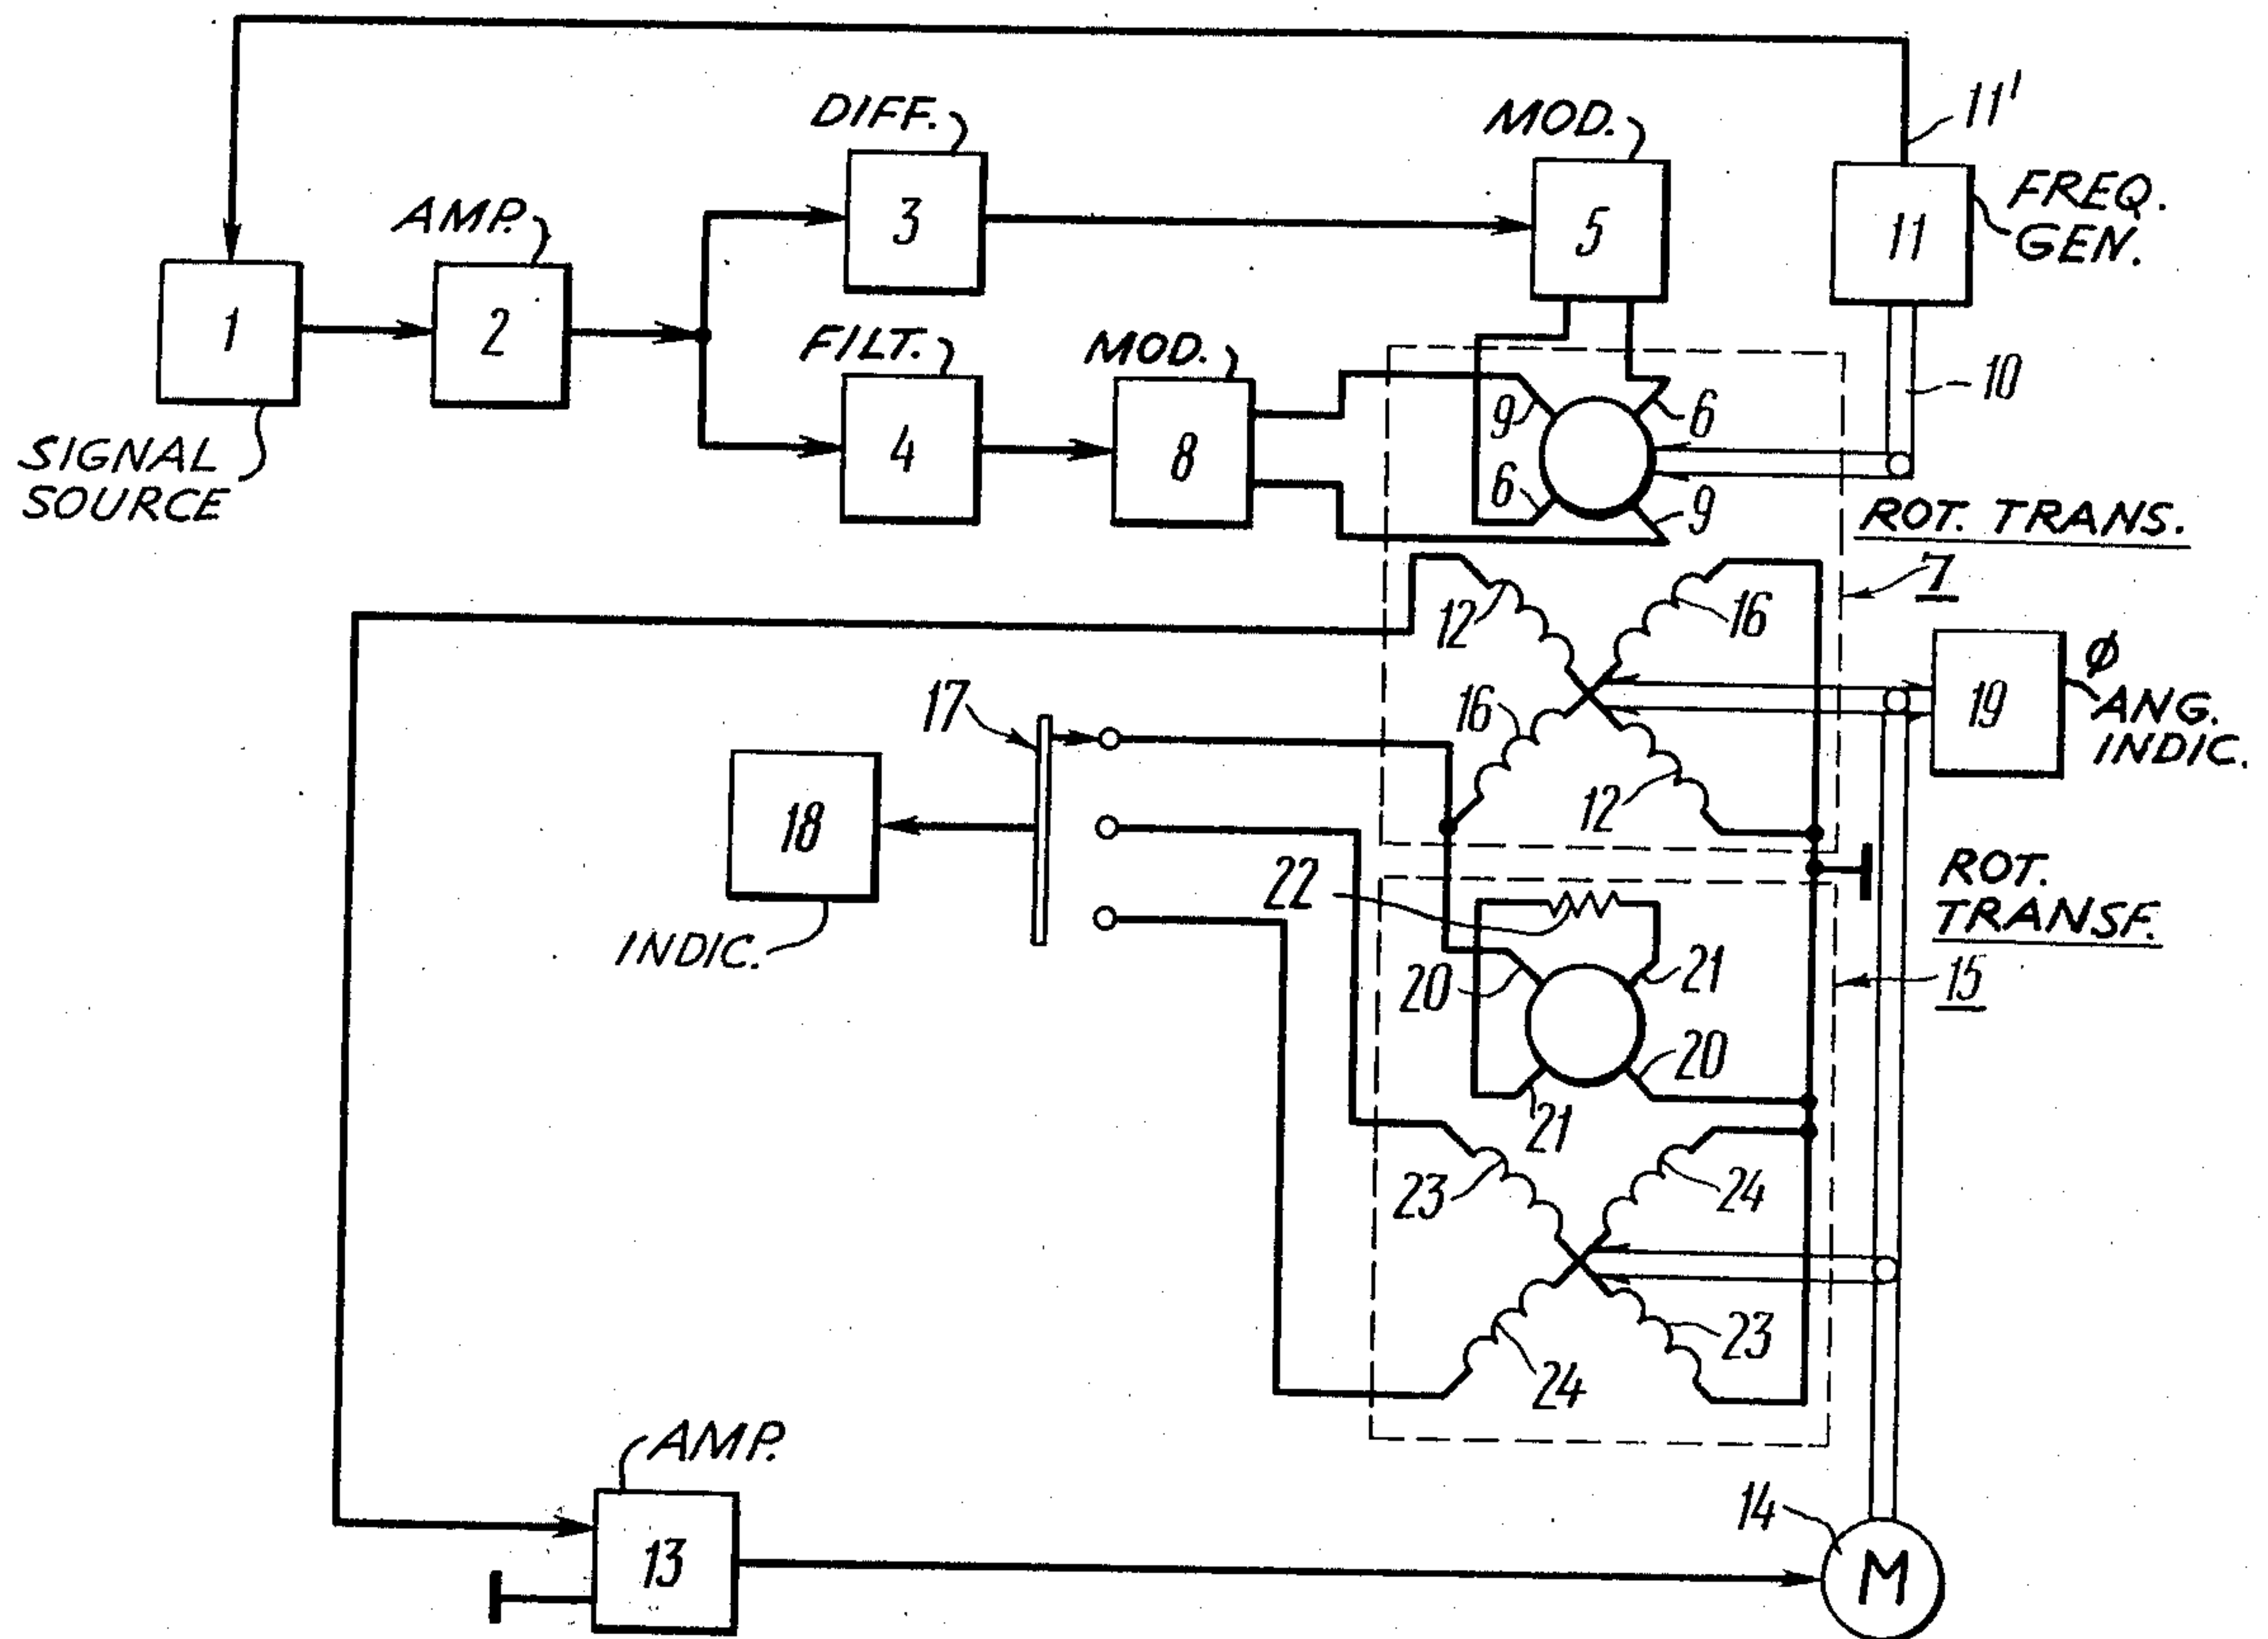 11'
DIFF.
MOD.
AMP.
3
5
11
FREQ.
GEN.
1
2
FILT.
MOD.
10
9
6
4
8
SIGNAL
SOURCE
6
9
ROT. TRANS.
7
12
16
17
16
19
φ
ANG.
INDIC.
18
12
22
ROT.
TRANSF.
INDIC.
20
21
15
20
21
23
24
24
23
AMP.
14
13
M